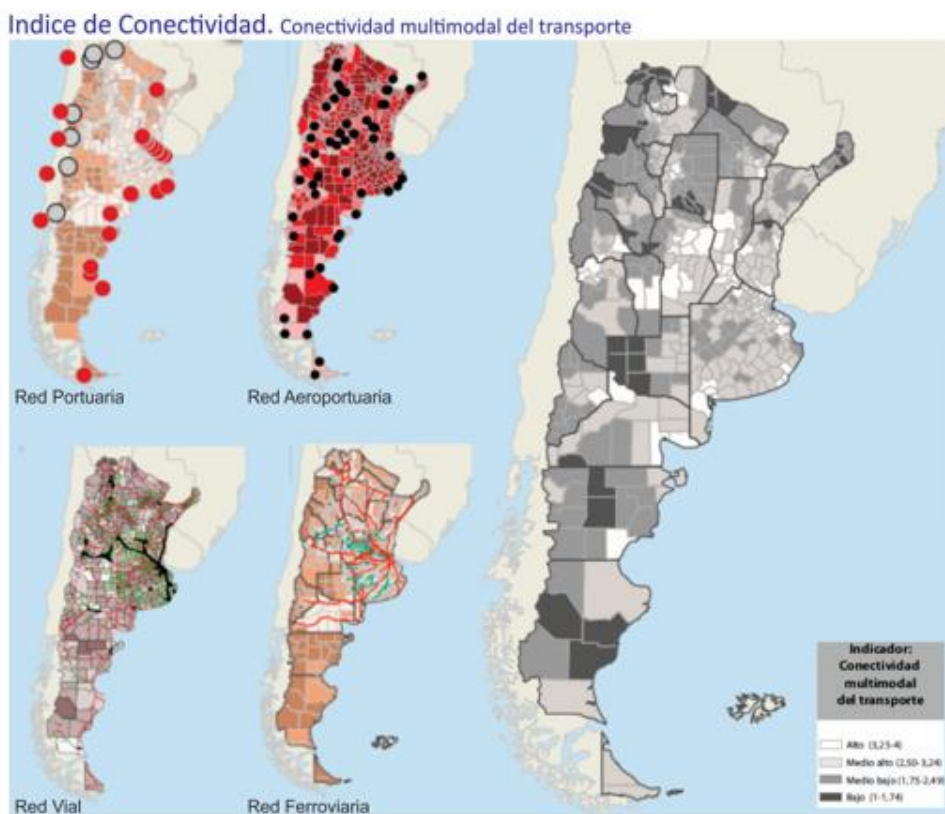 Indice de Conectividad. Conectividad multimodal del transporte
Red Portuaria
Red Aeroportuaria
Red Vial
Red Ferroviaria
Indicador:
Conectividad
multimodal
del transporte
Alto (3,25-4)
Medio alto (2,50-3,24)
Medio bajo (1,75-2,49)
Bajo (1-1,74)